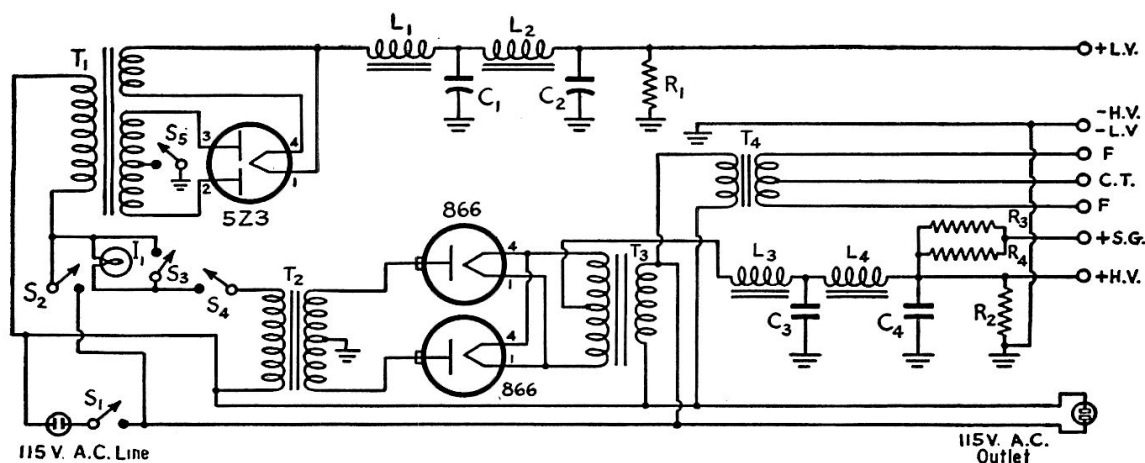 L₁
L₂
+L.V.
T₁
C₁
C₂
R₁
-H.V.
-L.V
S₅
3
4
2
1
5Z3
T₄
F
C.T.
F
866
4
1
R₃
+S.G.
R₄
I₁
S₃
S₂
S₄
T₂
T₃
L₃
L₄
+H.V.
4
1
C₃
C₄
R₂
866
S₁
115 V. A.C. Line
115 V. A.C.
Outlet